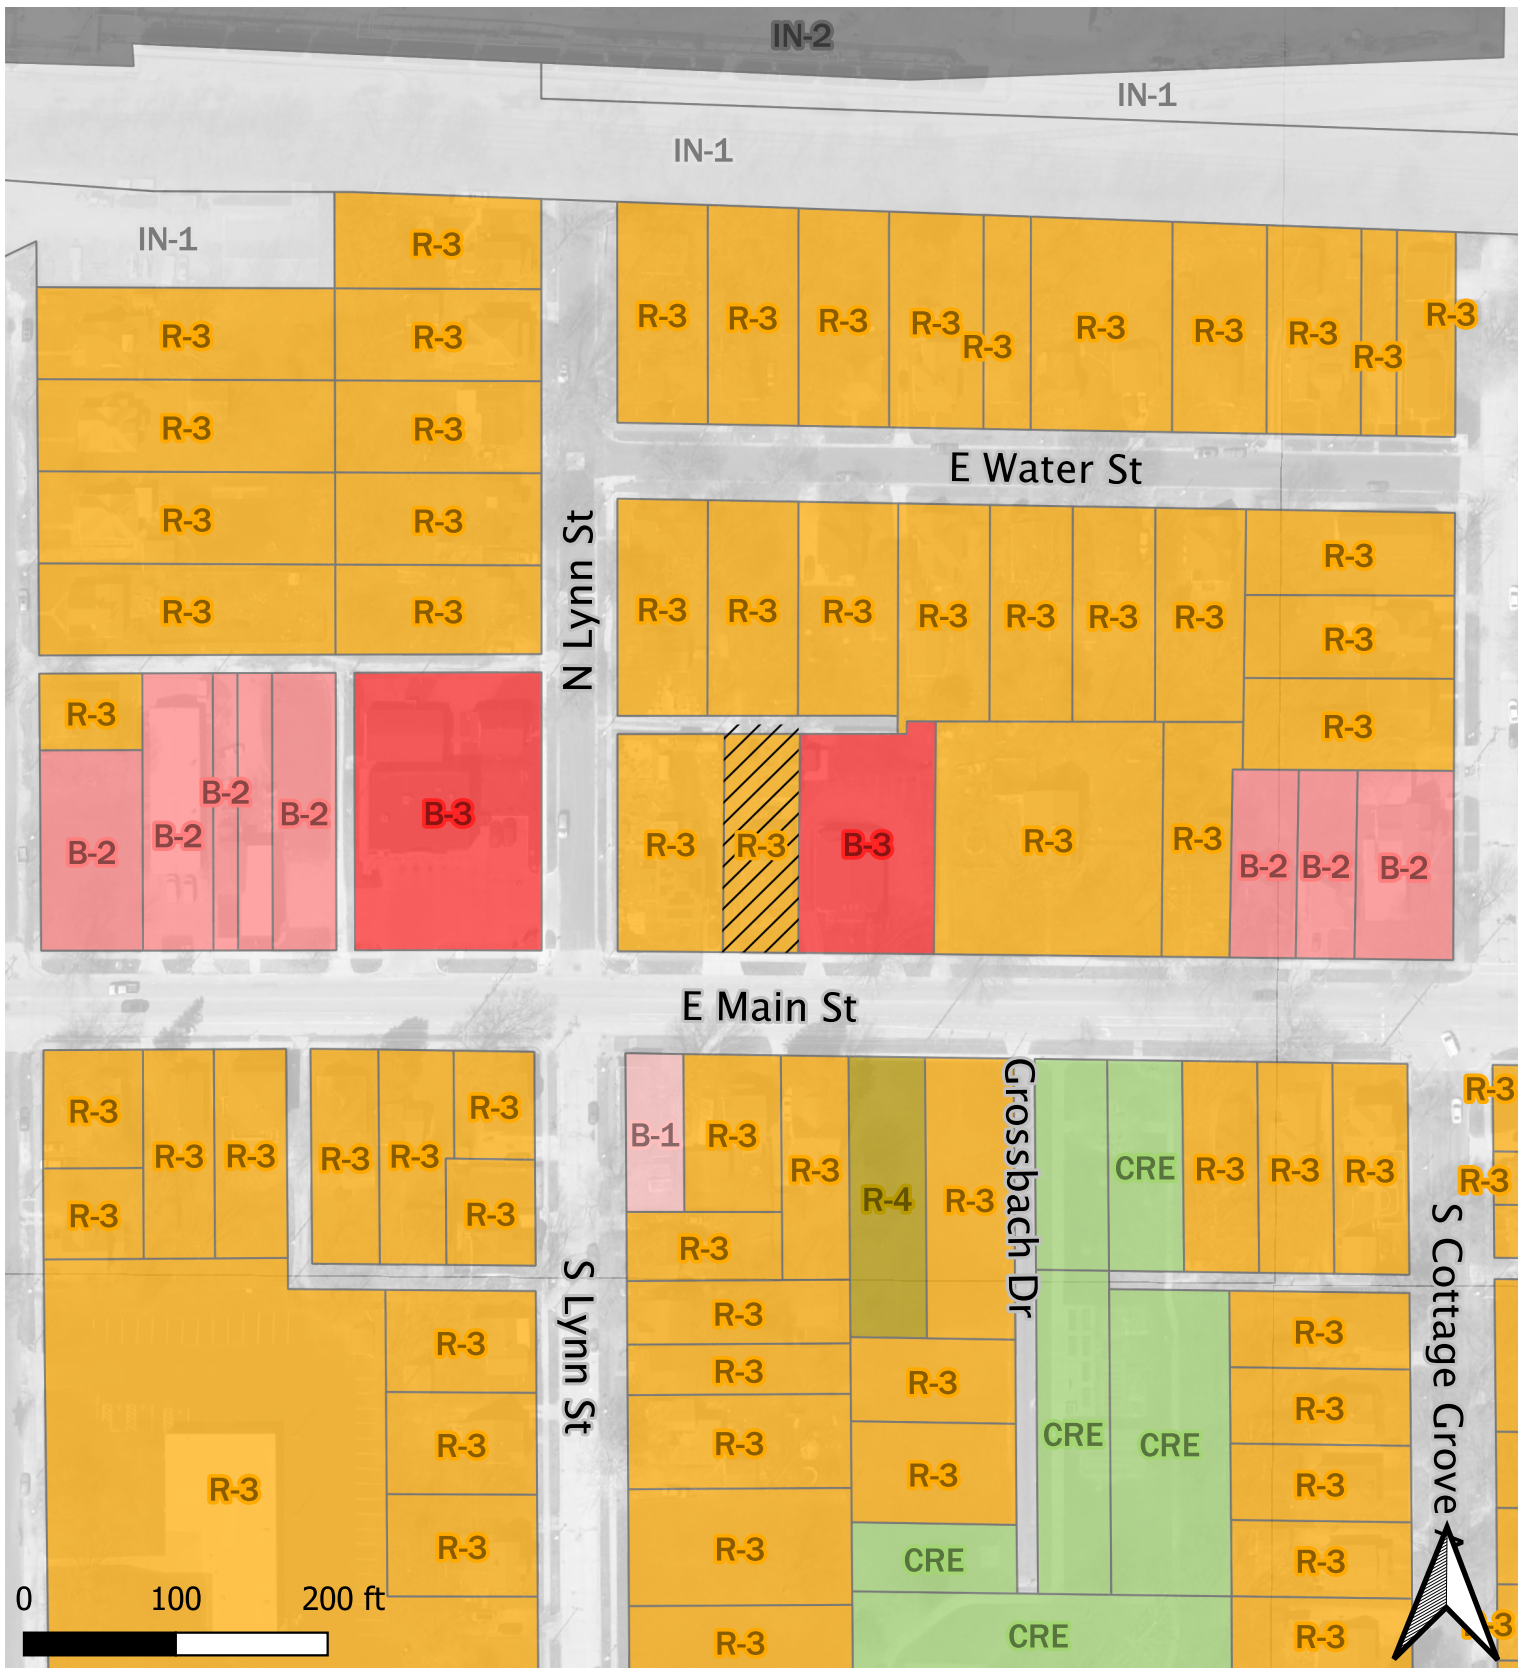 IN-2
IN-1
IN-1
IN-1
R-3
R-3 R-3 R-3 R-3 R-3 R-3 R-3 R-3 R-3 R-3
R-3 R-3
R-3 R-3
E Water St
R-3 R-3
N Lynn St
R-3 R-3
R-3 R-3 R-3 R-3 R-3 R-3 R-3
R-3
R-3
R-3
R-3
B-2 B-2 B-2 B-2
B-3
R-3 R-3 B-3 R-3 R-3 B-2 B-2 B-2
E Main St
R-3 R-3 R-3 R-3 R-3 R-3
R-3 R-3
B-1 R-3 R-3 R-4 R-3
Grossbach Dr
CRE R-3 R-3 R-3
R-3
R-3
R-3
S Lynn St
S Cottage Grove
R-3 R-3 R-3
R-3 R-3 R-3
R-3 R-3 R-3 CRE CRE R-3
R-3 R-3 R-3
R-3 R-3 CRE R-3
R-3 CRE R-3 R-3
0 100 200 ft